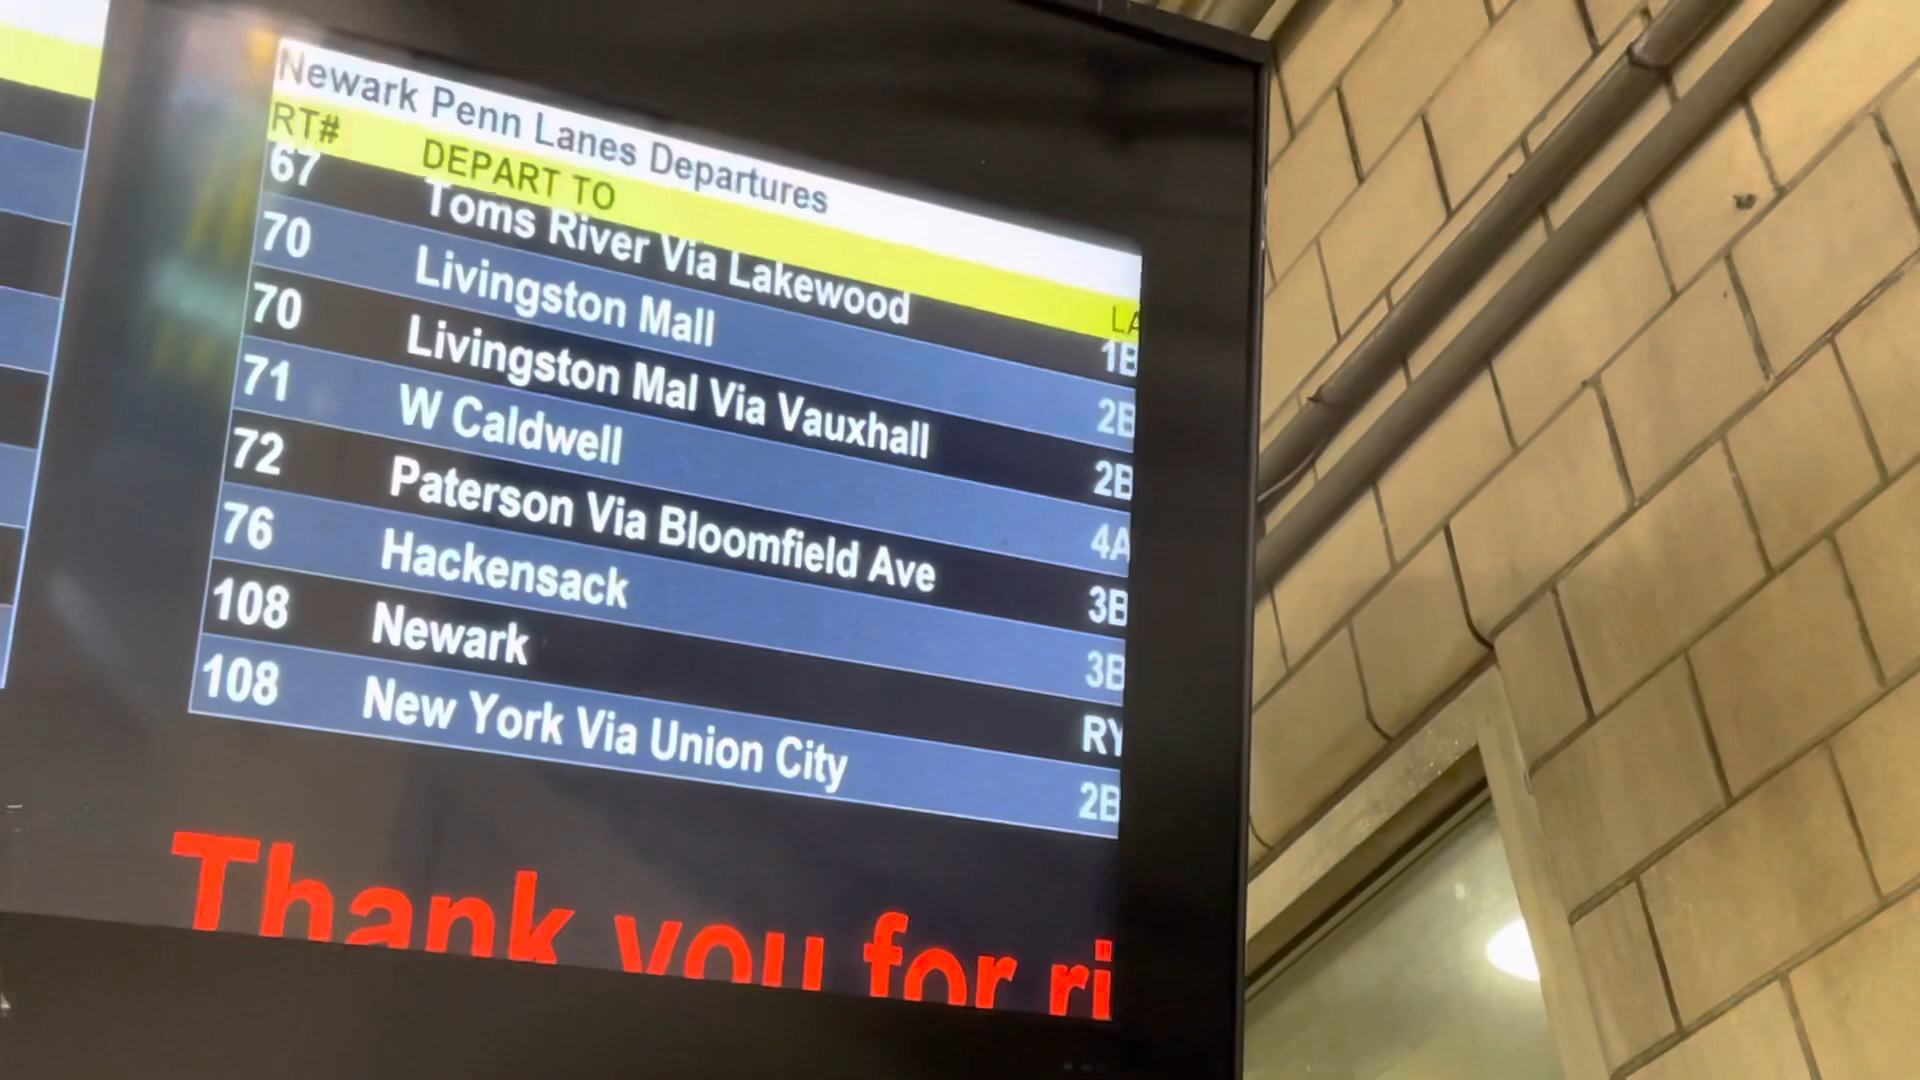 Newark Penn Lanes Departures
RT# DEPART TO LA
67 Toms River Via Lakewood 1B
70 Livingston Mall 2B
70 Livingston Mal Via Vauxhall 2B
71 W Caldwell 4A
72 Paterson Via Bloomfield Ave 3B
76 Hackensack 3B
108 Newark RY
108 New York Via Union City 2B
Thank you for ri